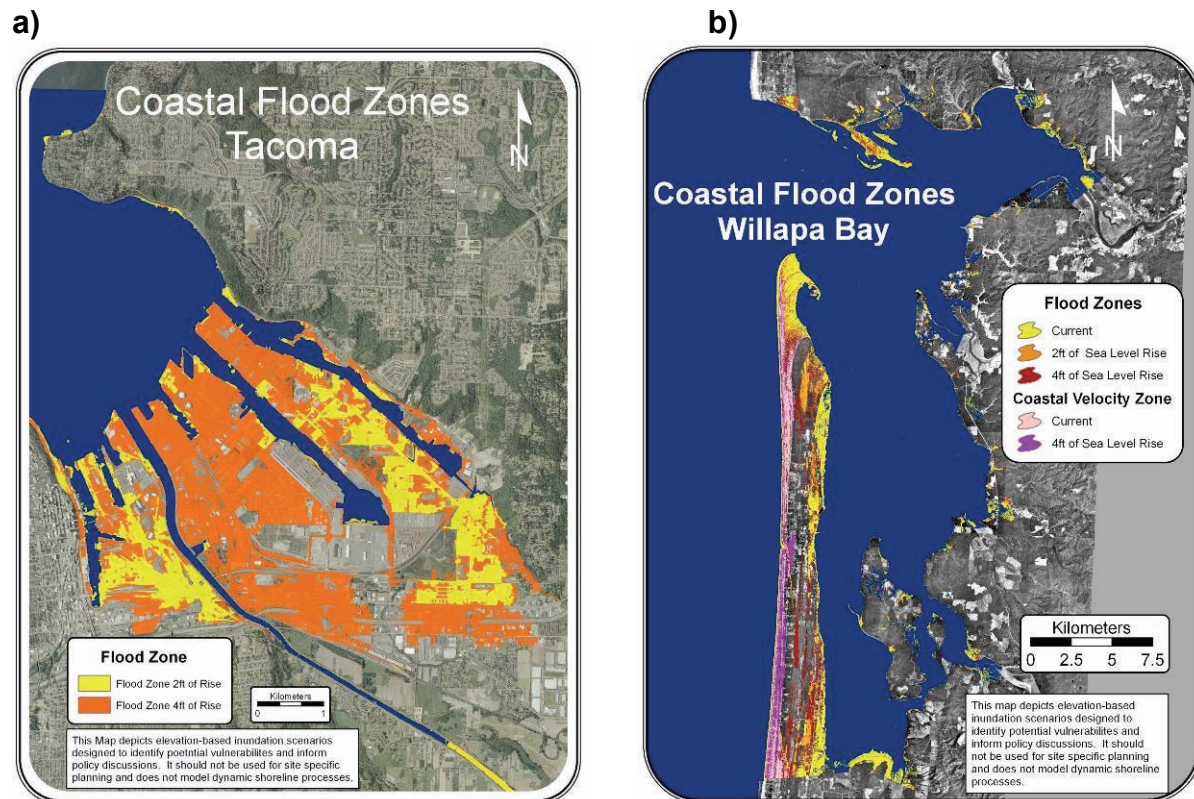 a)
Coastal Flood Zones
Tacoma
N
Flood Zone
Flood Zone 2ft of Rise
Flood Zone 4ft of Rise
Kilometers
0 1
This Map depicts elevation-based inundation scenarios
designed to identify poetntial vulnerabilites and inform
policy discussions. It should not be used for site specific
planning and does not model dynamic shoreline processes.
b)
N
Coastal Flood Zones
Willapa Bay
Flood Zones
Current
2ft of Sea Level Rise
4ft of Sea Level Rise
Coastal Velocity Zone
Current
4ft of Sea Level Rise
Kilometers
0 2.5 5 7.5
This map depicts elevation-based
inundation scenarios designed to
identify potential vulnerabilites and
inform policy discussions. It should
not be used for site specific planning
and does not model dynamic shoreline
processes.